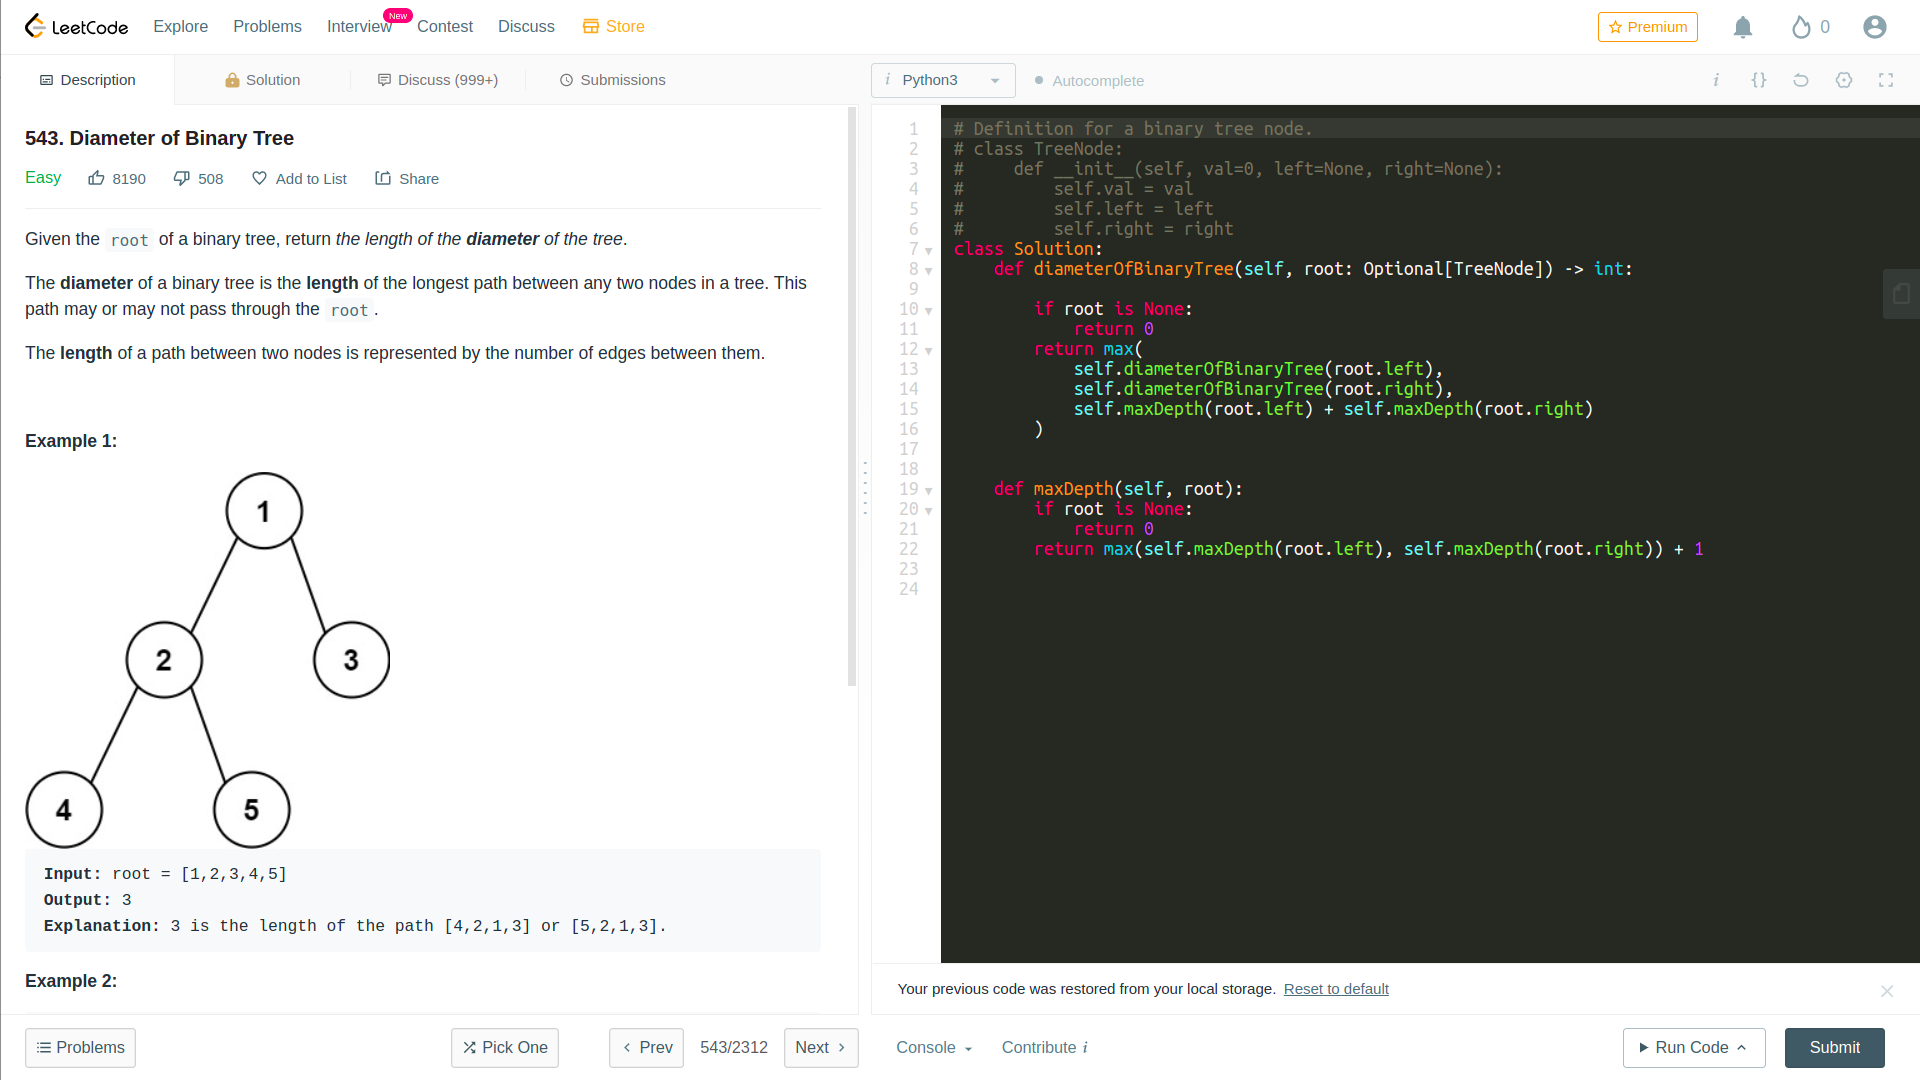 LeetCode Explore Problems Interview New Contest Discuss Store Premium 0
Description Solution Discuss (999+) Submissions
543. Diameter of Binary Tree
Easy 8190 508 Add to List Share
Given the root of a binary tree, return the length of the diameter of the tree.
The diameter of a binary tree is the length of the longest path between any two nodes in a tree. This
path may or may not pass through the root.
The length of a path between two nodes is represented by the number of edges between them.
Example 1:
1
2 3
4 5
Input: root = [1,2,3,4,5]
Output: 3
Explanation: 3 is the length of the path [4,2,1,3] or [5,2,1,3].
Example 2:
i Python3 Autocomplete i {}
1 # Definition for a binary tree node.
2 # class TreeNode:
3 #     def __init__(self, val=0, left=None, right=None):
4 #         self.val = val
5 #         self.left = left
6 #         self.right = right
7 class Solution:
8     def diameterOfBinaryTree(self, root: Optional[TreeNode]) -> int:
9
10         if root is None:
11             return 0
12         return max(
13             self.diameterOfBinaryTree(root.left),
14             self.diameterOfBinaryTree(root.right),
15             self.maxDepth(root.left) + self.maxDepth(root.right)
16         )
17
18
19     def maxDepth(self, root):
20         if root is None:
21             return 0
22         return max(self.maxDepth(root.left), self.maxDepth(root.right)) + 1
23
24
Your previous code was restored from your local storage. Reset to default
Problems Pick One Prev 543/2312 Next Console Contribute i Run Code Submit